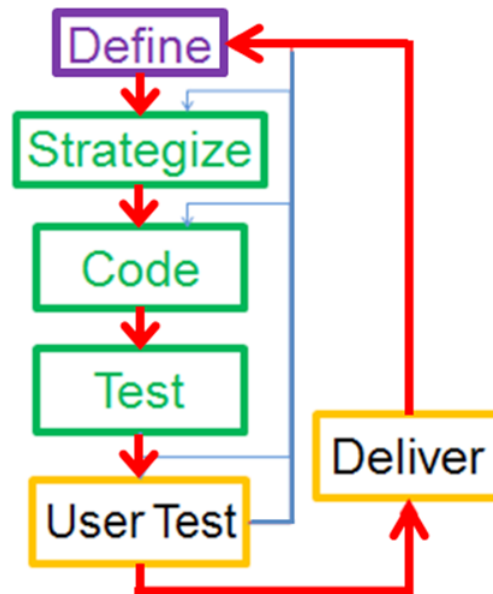 Define
Strategize
Code
Test
User Test
Deliver